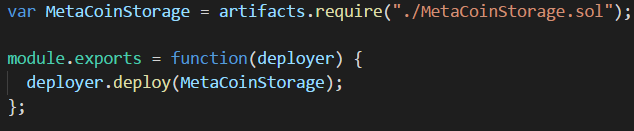 var MetaCoinStorage = artifacts.require("./MetaCoinStorage.sol");
module.exports = function(deployer) {
  deployer.deploy(MetaCoinStorage);
};